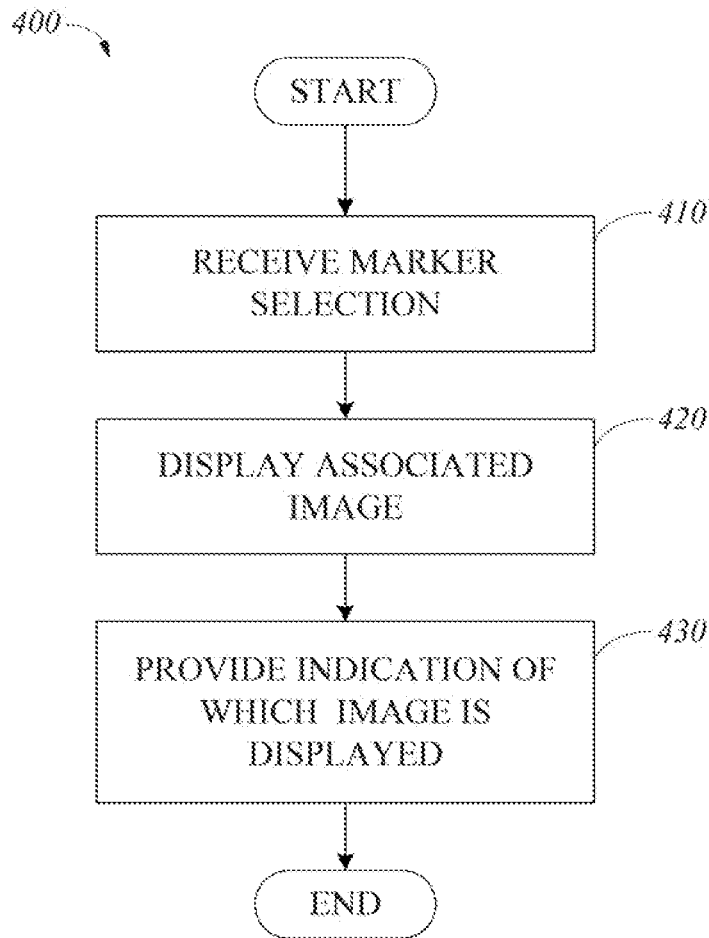 400
START
410
RECEIVE MARKER
SELECTION
420
DISPLAY ASSOCIATED
IMAGE
430
PROVIDE INDICATION OF
WHICH IMAGE IS
DISPLAYED
END